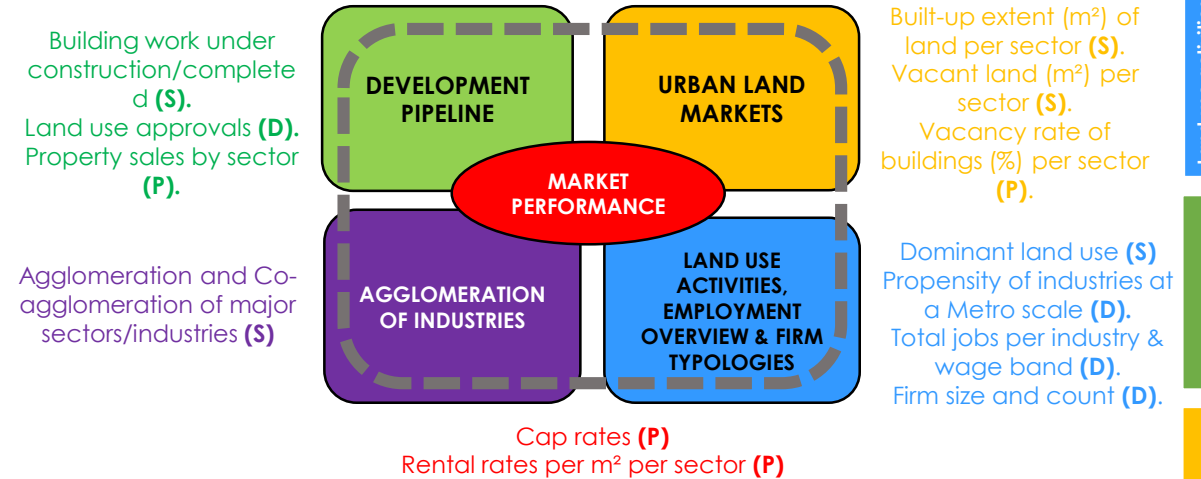 Building work under
construction/complete
d (S).
Land use approvals (D).
Property sales by sector
(P).
DEVELOPMENT
PIPELINE
URBAN LAND
MARKETS
Built-up extent (m²) of
land per sector (S).
Vacant land (m²) per
sector (S).
Vacancy rate of
buildings (%) per sector
(P).
MARKET
PERFORMANCE
Agglomeration and Co-
agglomeration of major
sectors/industries (S)
AGGLOMERATION
OF INDUSTRIES
LAND USE
ACTIVITIES,
EMPLOYMENT
OVERVIEW & FIRM
TYPOLOGIES
Dominant land use (S)
Propensity of industries at
a Metro scale (D).
Total jobs per industry &
wage band (D).
Firm size and count (D).
Cap rates (P)
Rental rates per m² per sector (P)